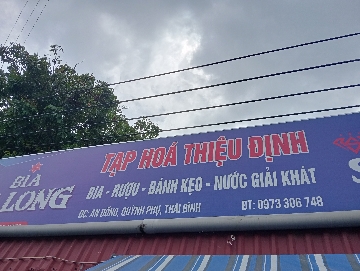 BIA
LONG
TẠP HOÁ THIỆU ĐỊNH
BIA - RƯỢU - BÁNH KẸO - NƯỚC GIẢI KHÁT
ĐC: AN ĐỒNG, QUỲNH PHỤ, THÁI BÌNH
ĐT: 0973 306 748